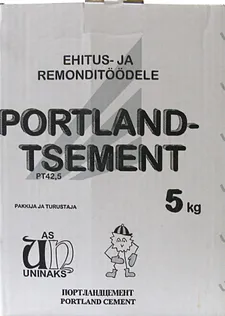 EHITUS- JA
REMONDITÖÖDELE
PORTLAND-
TSEMENT
PT42,5
5 kg
PAKKIJA JA TURUSTAJA
AS
UN
UNINAKS
ПОРТЛАНДЦЕМЕНТ
PORTLAND CEMENT